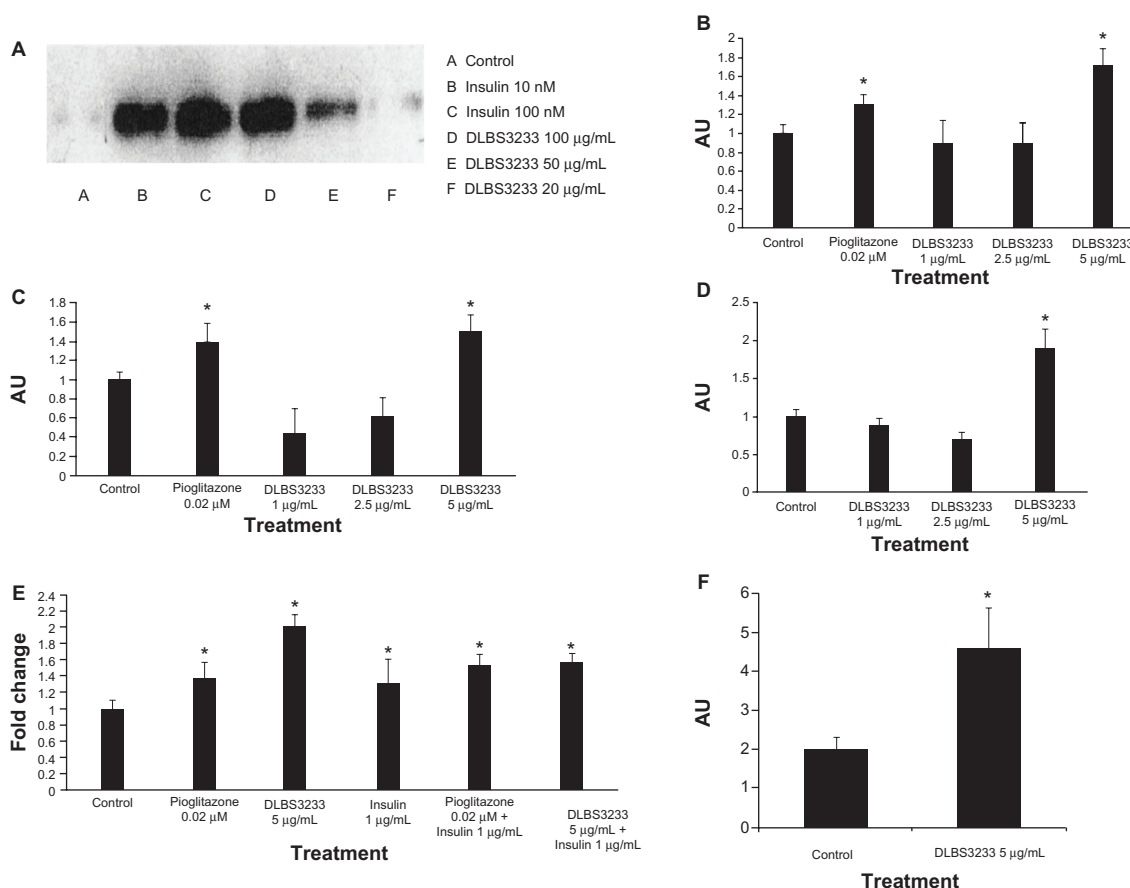 A
A Control
B Insulin 10 nM
C Insulin 100 nM
D DLBS3233 100 μg/mL
E DLBS3233 50 μg/mL
F DLBS3233 20 μg/mL
A B C D E F
B
AU
2
1.8
1.6
1.4
1.2
1
0.8
0.6
0.4
0.2
0
*
*
Control Pioglitazone DLBS3233 DLBS3233 DLBS3233
0.02 μM 1 μg/mL 2.5 μg/mL 5 μg/mL
Treatment
C
AU
1.8
1.6
1.4
1.2
1
0.8
0.6
0.4
0.2
0
*
*
Control Pioglitazone DLBS3233 DLBS3233 DLBS3233
0.02 μM 1 μg/mL 2.5 μg/mL 5 μg/mL
Treatment
D
AU
2.5
2
1.5
1
0.5
0
*
Control DLBS3233 DLBS3233 DLBS3233
1 μg/mL 2.5 μg/mL 5 μg/mL
Treatment
E
Fold change
2.4
2.2
2
1.8
1.6
1.4
1.2
1
0.8
0.6
0.4
0.2
0
*
*
*
*
*
Control Pioglitazone DLBS3233 Insulin Pioglitazone DLBS3233
0.02 μM 5 μg/mL 1 μg/mL 0.02 μM + 5 μg/mL +
Insulin 1 μg/mL Insulin 1 μg/mL
Treatment
F
AU
6
5
4
3
2
1
0
*
Control DLBS3233 5 μg/mL
Treatment